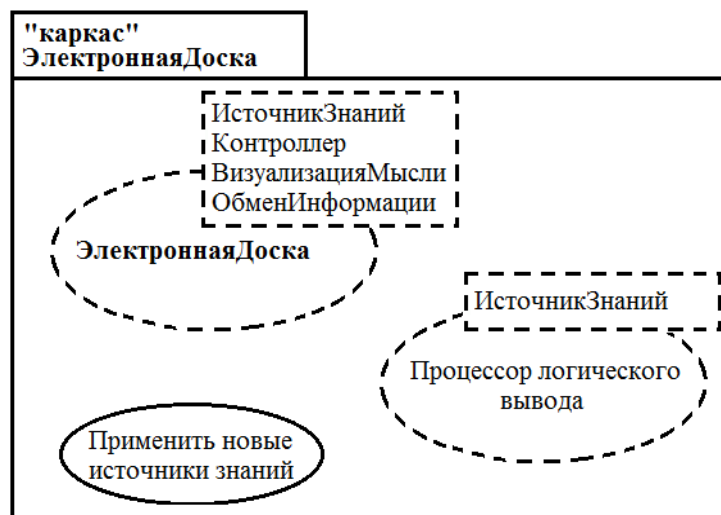 "каркас"
ЭлектроннаяДоска
ИсточникЗнаний
Контроллер
ВизуализацияМысли
ОбменИнформации
ЭлектроннаяДоска
ИсточникЗнаний
Процессор логического
вывода
Применить новые
источники знаний